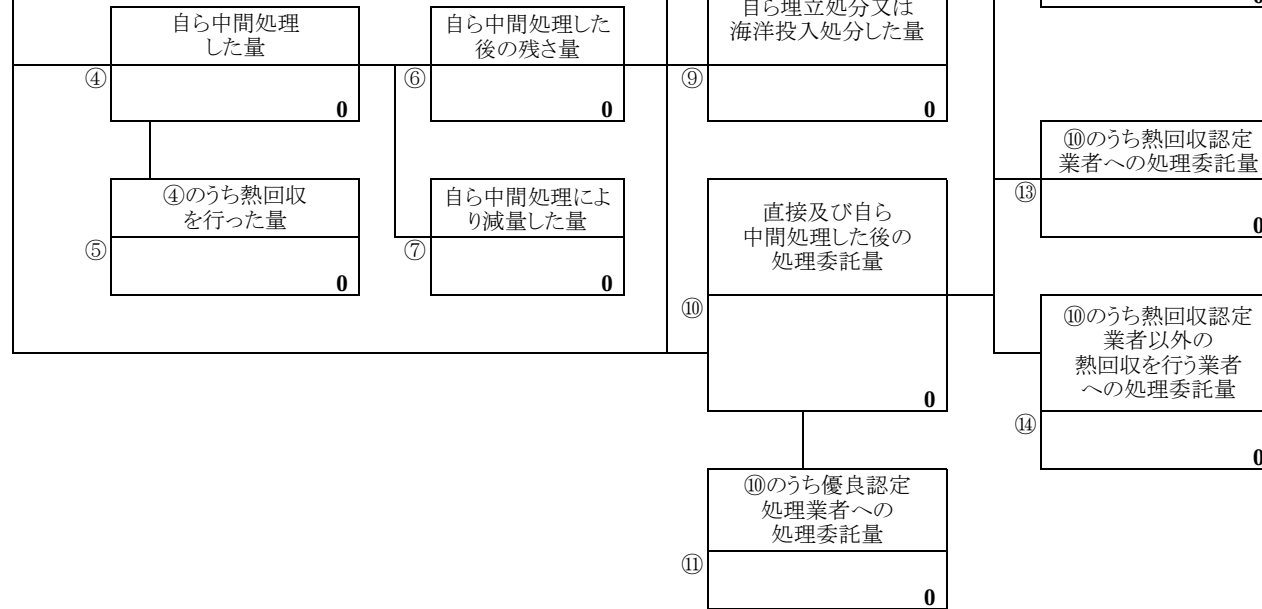 自ら中間処理
した量
④
0
自ら中間処理した
後の残さ量
⑥
0
自ら埋立処分又は
海洋投入処分した量
⑨
0
④のうち熱回収
を行った量
⑤
0
自ら中間処理によ
り減量した量
⑦
0
直接及び自ら
中間処理した後の
処理委託量
⑩
0
⑩のうち優良認定
処理業者への
処理委託量
⑪
0
⑩のうち熱回収認定
業者への処理委託量
⑬
0
⑩のうち熱回収認定
業者以外の
熱回収を行う業者
への処理委託量
⑭
0